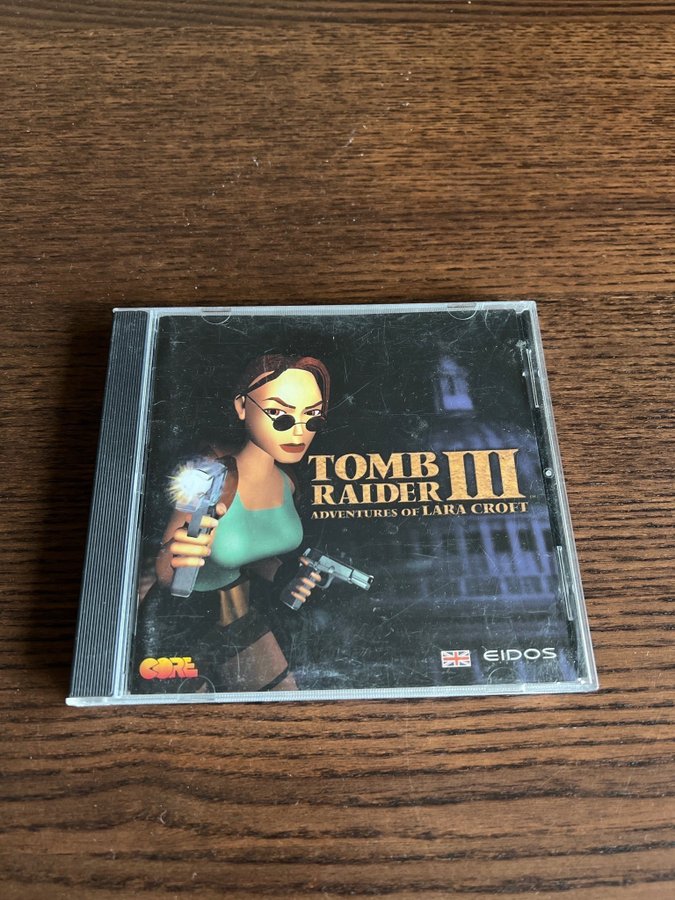 TOMB
RAIDER III
ADVENTURES OF LARA CROFT
CORE
EIDOS